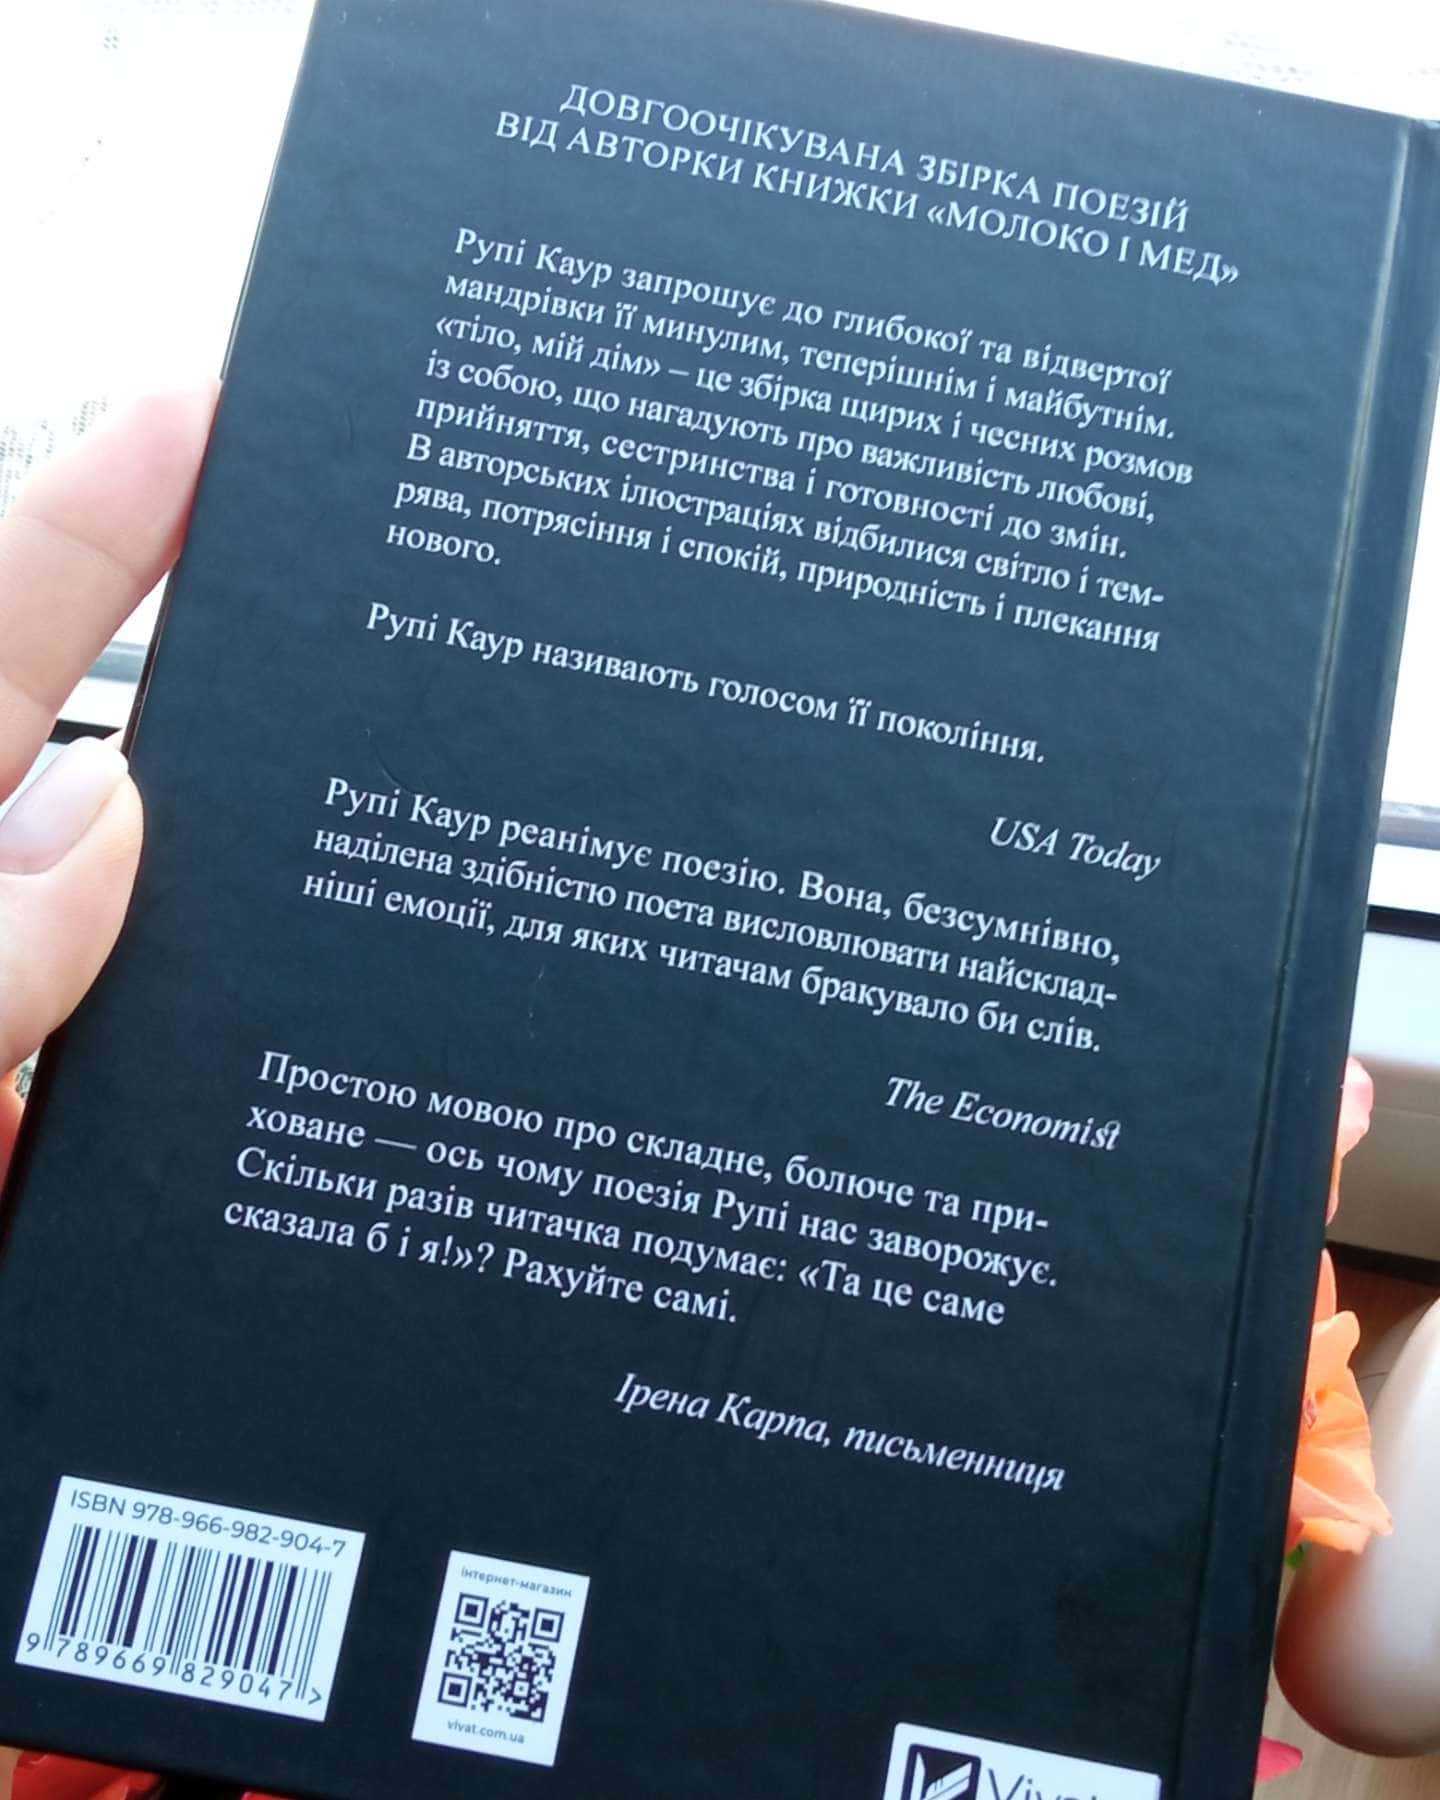 ДОВГООЧІКУВАНА ЗБІРКА ПОЕЗІЙ
ВІД АВТОРКИ КНИЖКИ «МОЛОКО І МЕД»
Рупі Каур запрошує до глибокої та відвертої
мандрівки її минулим, теперішнім і майбутнім.
«тіло, мій дім» – це збірка щирих і чесних розмов
із собою, що нагадують про важливість любові,
прийняття, сестринства і готовності до змін.
В авторських ілюстраціях відбилися світло і тем-
рява, потрясіння і спокій, природність і плекання
нового.
Рупі Каур називають голосом її покоління.
USA Today
Рупі Каур реанімує поезію. Вона, безсумнівно,
наділена здібністю поета висловлювати найсклад-
ніші емоції, для яких читачам бракувало би слів.
The Economist
Простою мовою про складне, болюче та при-
ховане — ось чому поезія Рупі нас заворожує.
Скільки разів читачка подумає: «Та це саме
сказала б і я!»? Рахуйте самі.
Ірена Карпа, письменниця
ISBN 978-966-982-904-7
9 789669 829047 >
інтернет-магазин
vivat.com.ua
Vivat